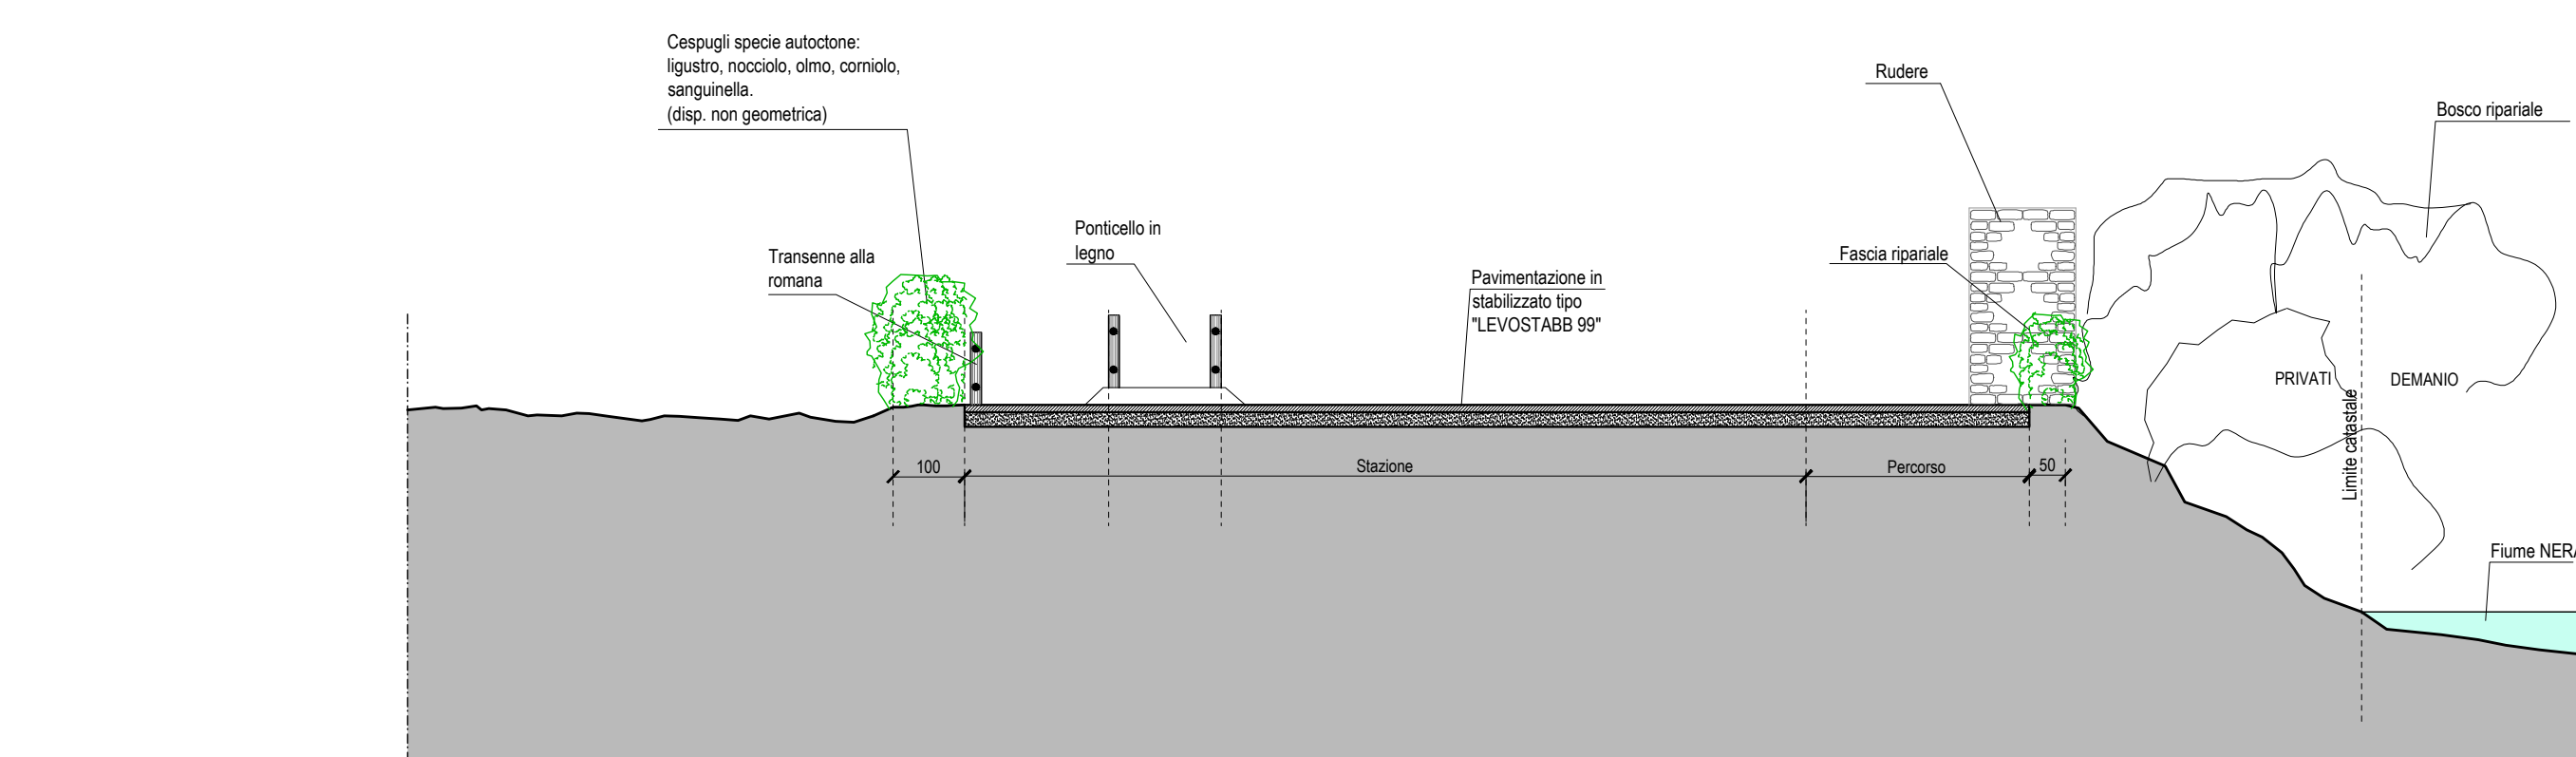 Cespugli specie autoctone:
ligustro, nocciolo, olmo, corniolo,
sanguinella.
(disp. non geometrica)
Rudere
Bosco ripariale
Transenne alla
romana
Ponticello in
legno
Pavimentazione in
stabilizzato tipo
"LEVOSTABB 99"
Fascia ripariale
PRIVATI
DEMANIO
Limite catastale
100
Stazione
Percorso
50
Fiume NERA